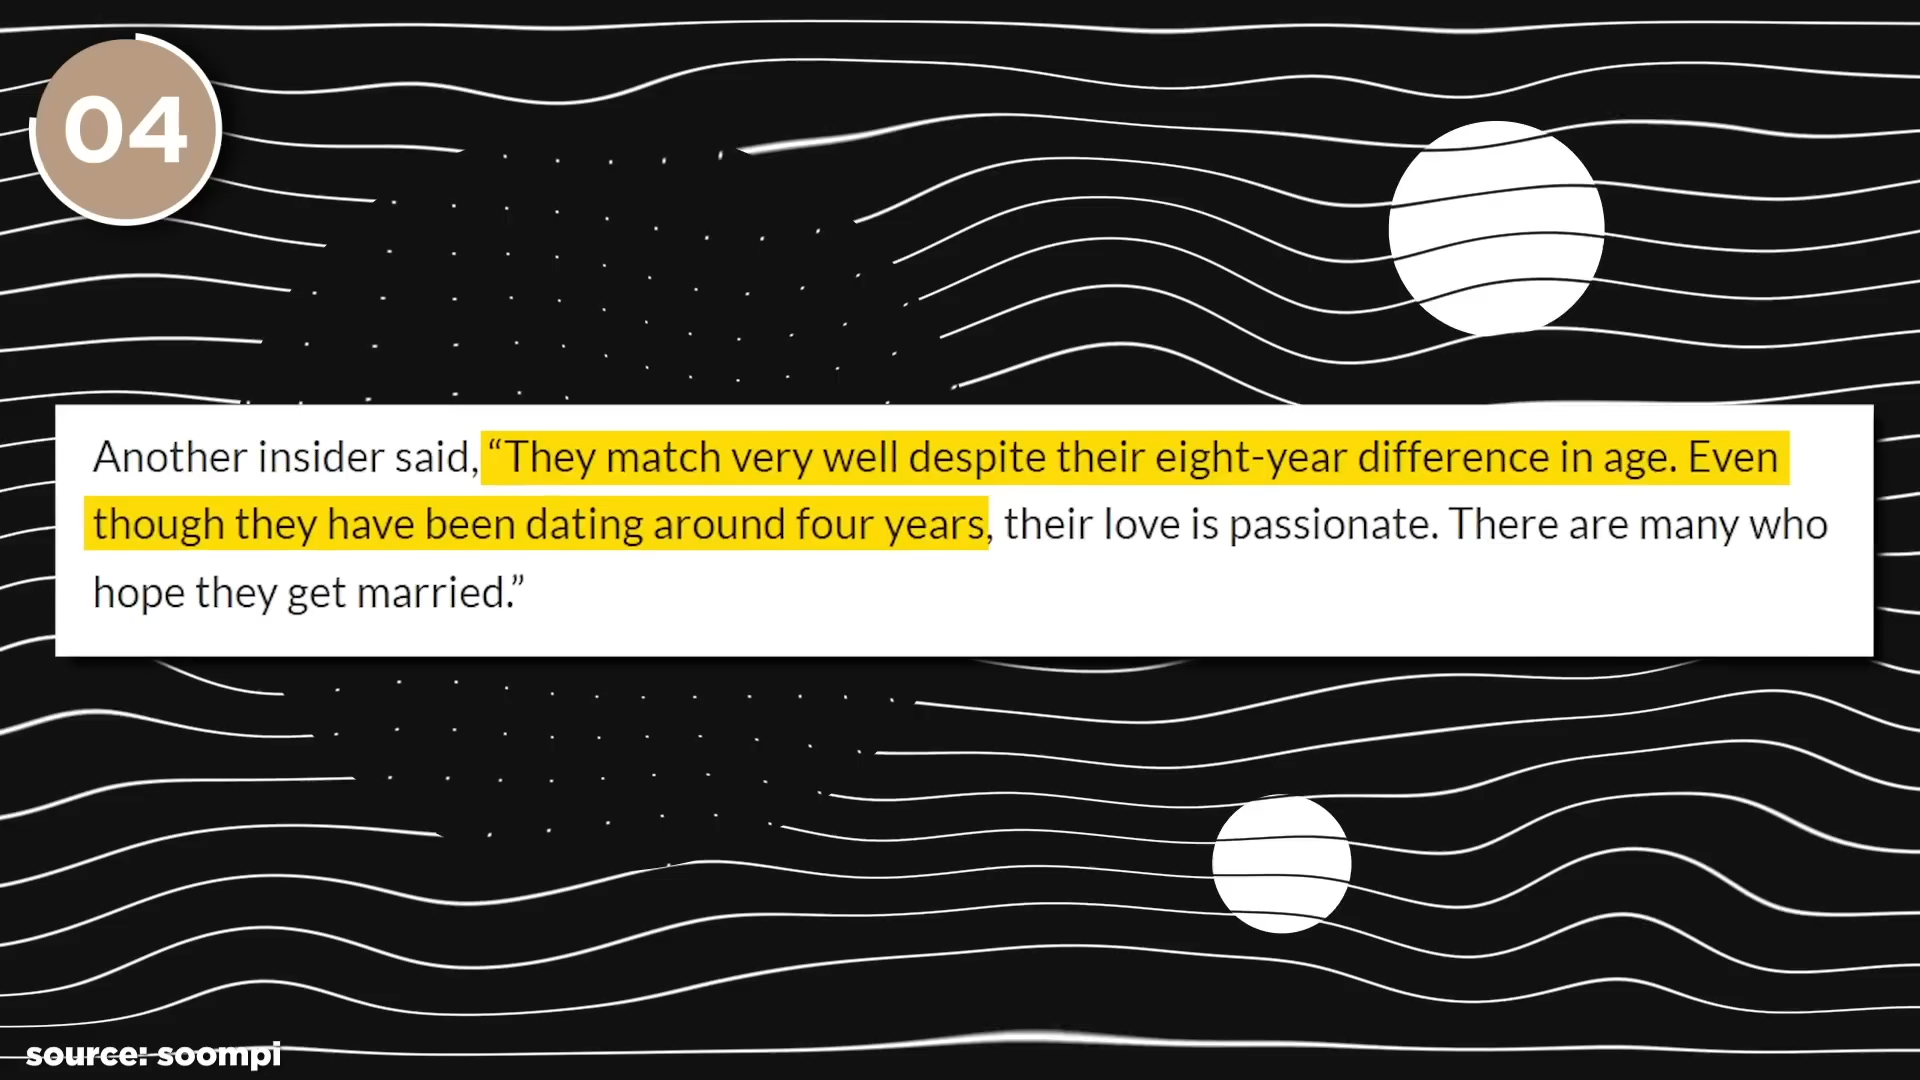 04
Another insider said, “They match very well despite their eight-year difference in age. Even
though they have been dating around four years, their love is passionate. There are many who
hope they get married.”
source: soompi